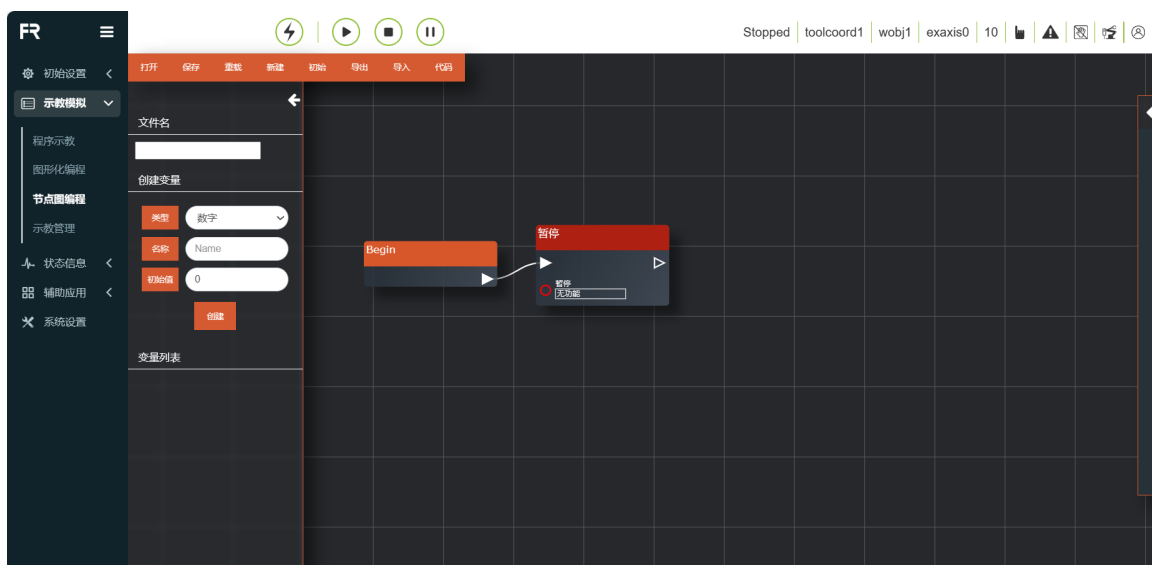 FR
Stopped toolcoord1 wobj1 exaxis0 10
初始设置
示教模拟
程序示教
图形化编程
节点图编程
示教管理
状态信息
辅助应用
系统设置
打开 保存 重载 新建 初始 导出 导入 代码
文件名
创建变量
类型 数字
名称 Name
初始值 0
创建
变量列表
Begin
暂停
暂停
无功能